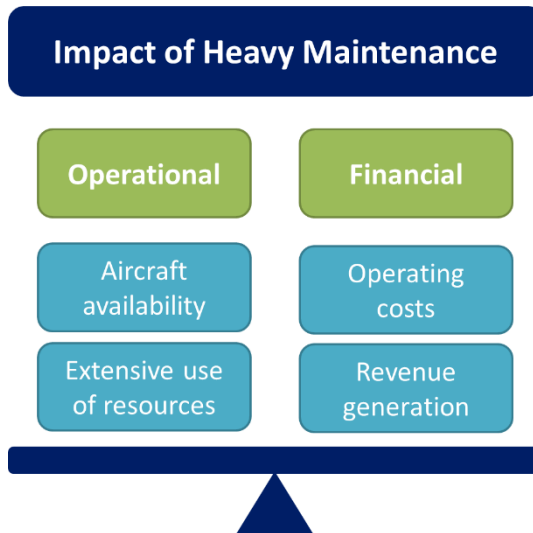 Impact of Heavy Maintenance
Operational
Financial
Aircraft
availability
Operating
costs
Extensive use
of resources
Revenue
generation